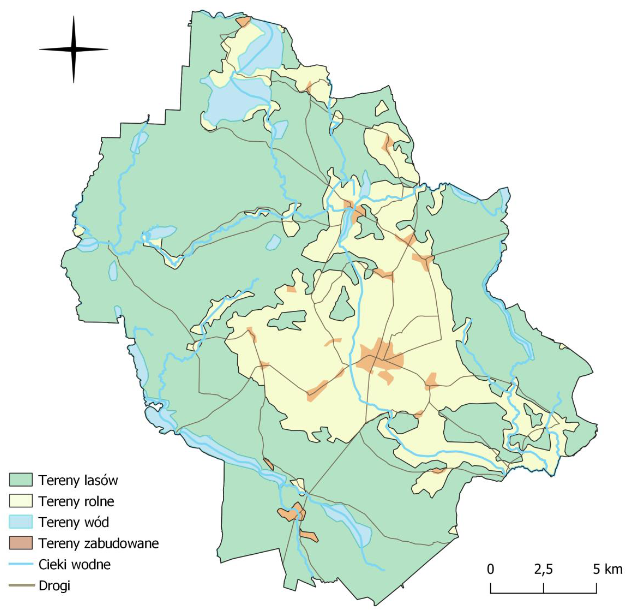 Tereny lasów
Tereny rolne
Tereny wód
Tereny zabudowane
Cieki wodne
Drogi
0 2,5 5 km